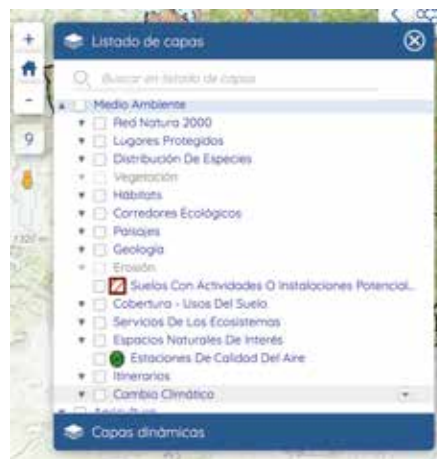 +
Listado de capas
Buscar en listado de capas
-
9
Medio Ambiente
Red Natura 2000
Lugares Protegidos
Distribución De Especies
Vegetación
Hábitats
Corredores Ecológicos
Paisajes
Geología
Erosión
Suelos Con Actividades O Instalaciones Potencial...
Cobertura - Usos Del Suelo
Servicios De Los Ecosistemas
Espacios Naturales De Interés
Estaciones De Calidad Del Aire
Itinerarios
Cambio Climático
Agricultura
Capas dinámicas